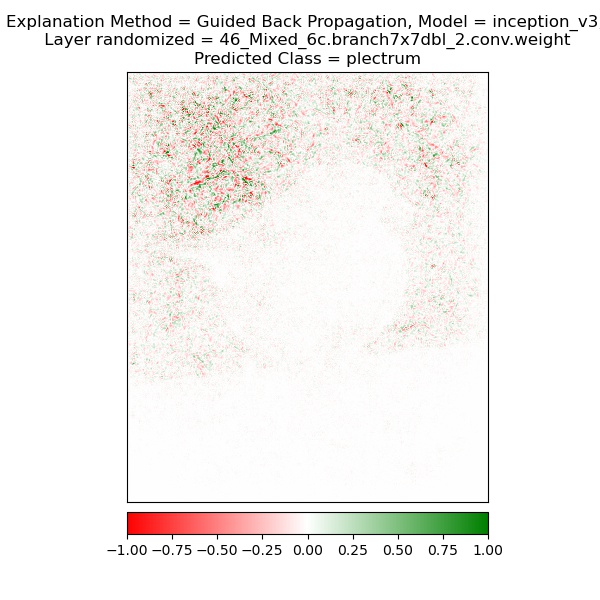 Explanation Method = Guided Back Propagation, Model = inception_v3
Layer randomized = 46_Mixed_6c.branch7x7dbl_2.conv.weight
Predicted Class = plectrum
−1.00 −0.75 −0.50 −0.25 0.00 0.25 0.50 0.75 1.00